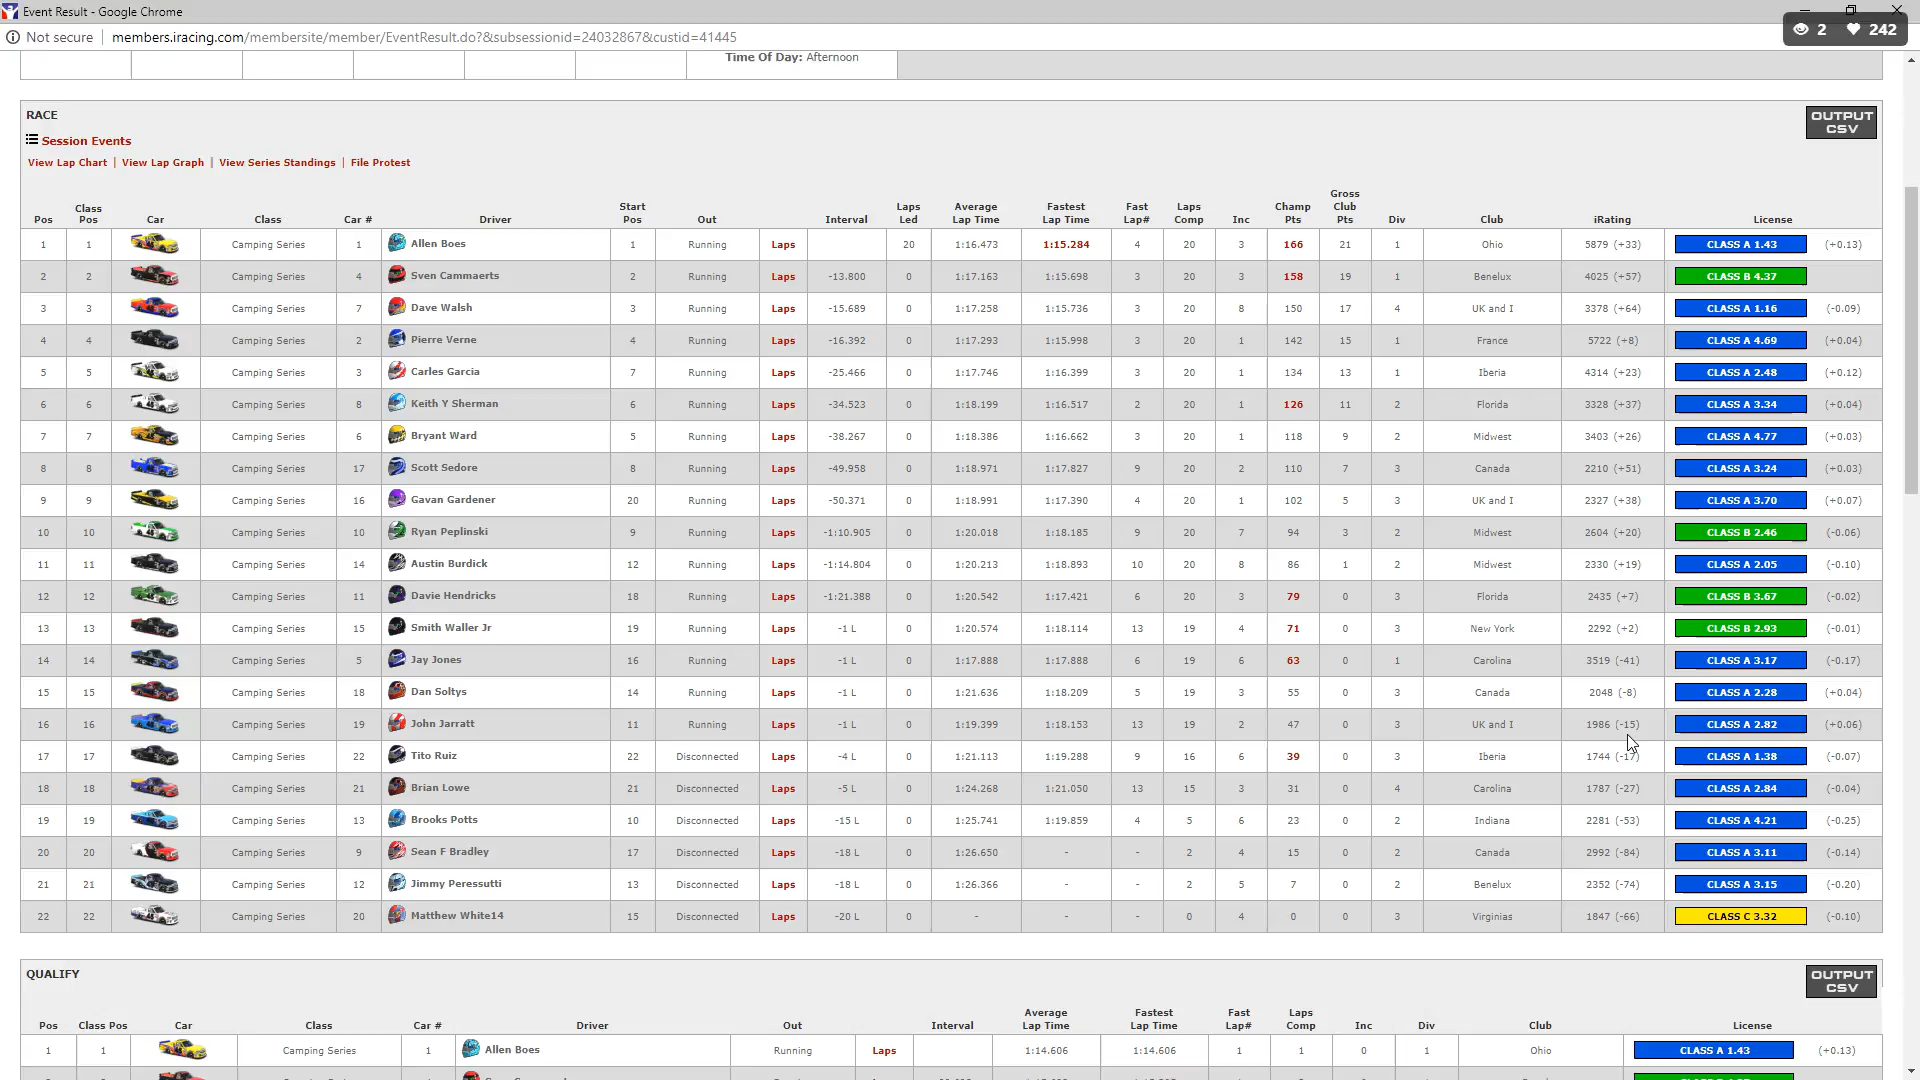 Event Result - Google Chrome
Not secure | members.iracing.com/membersite/member/EventResult.do?&subsessionid=24032867&custid=41445
2 242
Time Of Day: Afternoon
RACE
OUTPUT CSV
Session Events
View Lap Chart | View Lap Graph | View Series Standings | File Protest
Pos Class Pos Car Class Car # Driver Start Pos Out Interval Laps Led Average Lap Time Fastest Lap Time Fast Lap# Laps Comp Inc Champ Pts Gross Club Pts Div Club iRating License
1 1 Camping Series 1 Allen Boes 1 Running Laps 20 1:16.473 1:15.284 4 20 3 166 21 1 Ohio 5879 (+33) CLASS A 1.43 (+0.13)
2 2 Camping Series 4 Sven Cammaerts 2 Running Laps -13.800 0 1:17.163 1:15.698 3 20 3 158 19 1 Benelux 4025 (+57) CLASS B 4.37
3 3 Camping Series 7 Dave Walsh 3 Running Laps -15.689 0 1:17.258 1:15.736 3 20 8 150 17 4 UK and I 3378 (+64) CLASS A 1.16 (-0.09)
4 4 Camping Series 2 Pierre Verne 4 Running Laps -16.392 0 1:17.293 1:15.998 3 20 1 142 15 1 France 5722 (+8) CLASS A 4.69 (+0.04)
5 5 Camping Series 3 Carles Garcia 7 Running Laps -25.466 0 1:17.746 1:16.399 3 20 1 134 13 1 Iberia 4314 (+23) CLASS A 2.48 (+0.12)
6 6 Camping Series 8 Keith Y Sherman 6 Running Laps -34.523 0 1:18.199 1:16.517 2 20 1 126 11 2 Florida 3328 (+37) CLASS A 3.34 (+0.04)
7 7 Camping Series 6 Bryant Ward 5 Running Laps -38.267 0 1:18.386 1:16.662 3 20 1 118 9 2 Midwest 3403 (+26) CLASS A 4.77 (+0.03)
8 8 Camping Series 17 Scott Sedore 8 Running Laps -49.958 0 1:18.971 1:17.827 9 20 2 110 7 3 Canada 2210 (+51) CLASS A 3.24 (+0.03)
9 9 Camping Series 16 Gavan Gardener 20 Running Laps -50.371 0 1:18.991 1:17.390 4 20 1 102 5 3 UK and I 2327 (+38) CLASS A 3.70 (+0.07)
10 10 Camping Series 10 Ryan Peplinski 9 Running Laps -1:10.905 0 1:20.018 1:18.185 9 20 7 94 3 2 Midwest 2604 (+20) CLASS B 2.46 (-0.06)
11 11 Camping Series 14 Austin Burdick 12 Running Laps -1:14.804 0 1:20.213 1:18.893 10 20 8 86 1 2 Midwest 2330 (+19) CLASS A 2.05 (-0.10)
12 12 Camping Series 11 Davie Hendricks 18 Running Laps -1:21.388 0 1:20.542 1:17.421 6 20 3 79 0 3 Florida 2435 (+7) CLASS B 3.67 (-0.02)
13 13 Camping Series 15 Smith Waller Jr 19 Running Laps -1 L 0 1:20.574 1:18.114 13 19 4 71 0 3 New York 2292 (+2) CLASS B 2.93 (-0.01)
14 14 Camping Series 5 Jay Jones 16 Running Laps -1 L 0 1:17.888 1:17.888 6 19 6 63 0 1 Carolina 3519 (-41) CLASS A 3.17 (-0.17)
15 15 Camping Series 18 Dan Soltys 14 Running Laps -1 L 0 1:21.636 1:18.209 5 19 3 55 0 3 Canada 2048 (-8) CLASS A 2.28 (+0.04)
16 16 Camping Series 19 John Jarratt 11 Running Laps -1 L 0 1:19.399 1:18.153 13 19 2 47 0 3 UK and I 1986 (-15) CLASS A 2.82 (+0.06)
17 17 Camping Series 22 Tito Ruiz 22 Disconnected Laps -4 L 0 1:21.113 1:19.288 9 16 6 39 0 3 Iberia 1744 (-17) CLASS A 1.38 (-0.07)
18 18 Camping Series 21 Brian Lowe 21 Disconnected Laps -5 L 0 1:24.268 1:21.050 13 15 3 31 0 4 Carolina 1787 (-27) CLASS A 2.84 (-0.04)
19 19 Camping Series 13 Brooks Potts 10 Disconnected Laps -15 L 0 1:25.741 1:19.859 4 5 6 23 0 2 Indiana 2281 (-53) CLASS A 4.21 (-0.25)
20 20 Camping Series 9 Sean F Bradley 17 Disconnected Laps -18 L 0 1:26.650 - - 2 4 15 0 2 Canada 2992 (-84) CLASS A 3.11 (-0.14)
21 21 Camping Series 12 Jimmy Peressutti 13 Disconnected Laps -18 L 0 1:26.366 - - 2 5 7 0 2 Benelux 2352 (-74) CLASS A 3.15 (-0.20)
22 22 Camping Series 20 Matthew White14 15 Disconnected Laps -20 L 0 - - - 0 4 0 0 3 Virginias 1847 (-66) CLASS C 3.32 (-0.10)
QUALIFY
OUTPUT CSV
Pos Class Pos Car Class Car # Driver Out Interval Average Lap Time Fastest Lap Time Fast Lap# Laps Comp Inc Div Club License
1 1 Camping Series 1 Allen Boes Running Laps 1:14.606 1:14.606 1 1 0 1 Ohio CLASS A 1.43 (+0.13)